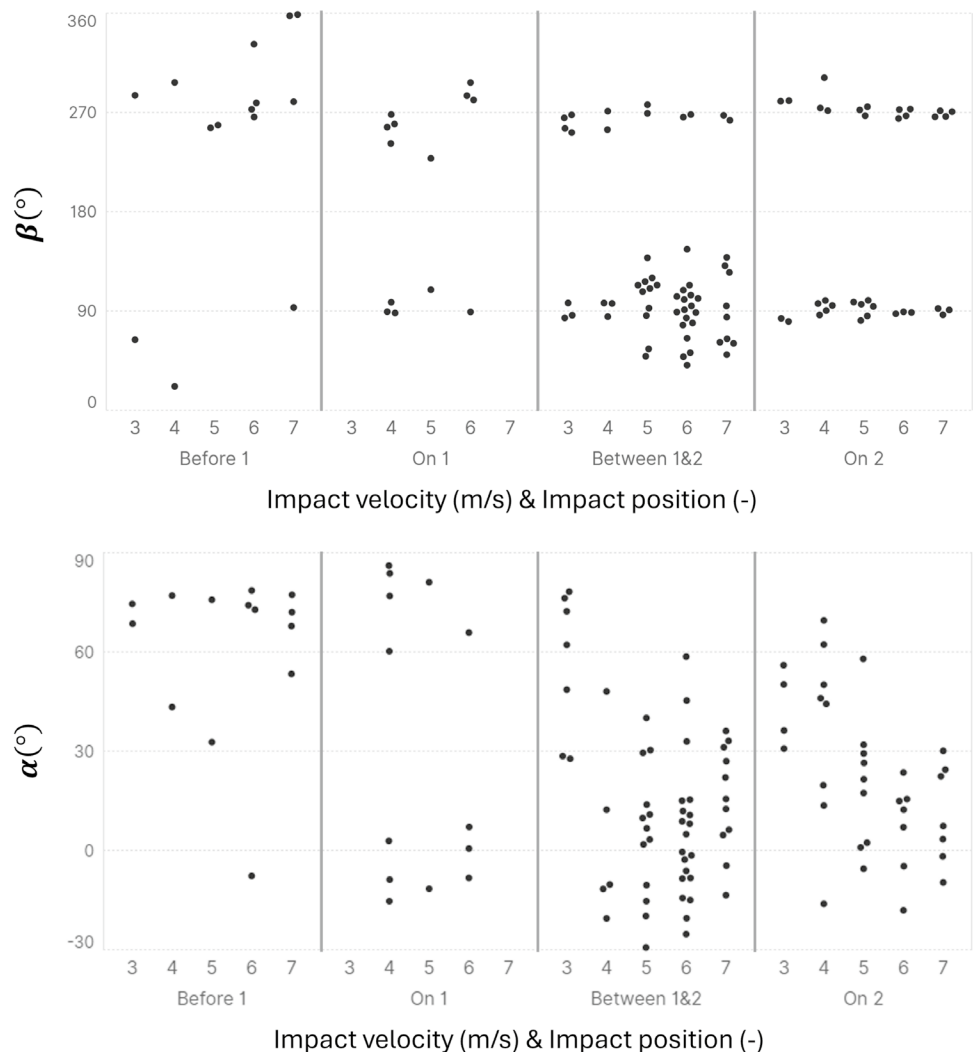 360
270
180
90
0
β(°)
3 4 5 6 7 3 4 5 6 7 3 4 5 6 7 3 4 5 6 7
Before 1 On 1 Between 1&2 On 2
Impact velocity (m/s) & Impact position (-)
90
60
30
0
-30
α(°)
3 4 5 6 7 3 4 5 6 7 3 4 5 6 7 3 4 5 6 7
Before 1 On 1 Between 1&2 On 2
Impact velocity (m/s) & Impact position (-)